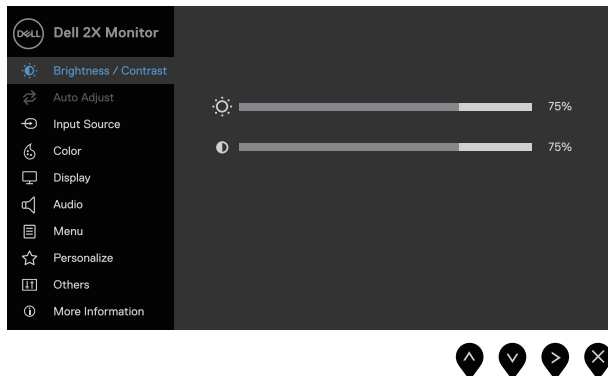 DELL Dell 2X Monitor
Brightness / Contrast
Auto Adjust
Input Source
Color
Display
Audio
Menu
Personalize
Others
More Information
75%
75%